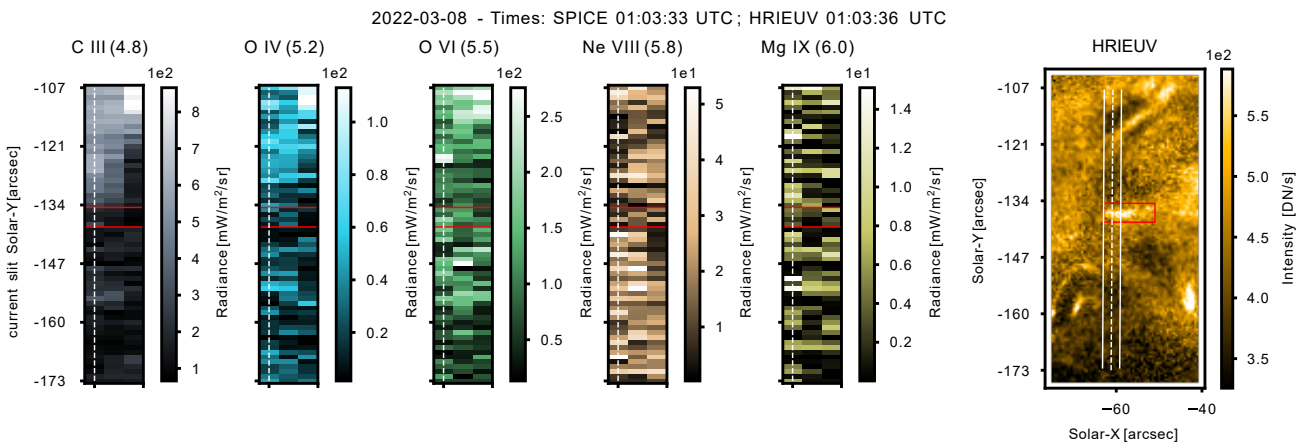 2022-03-08 - Times: SPICE 01:03:33 UTC; HRIEUV 01:03:36 UTC
C III (4.8)
O IV (5.2)
O VI (5.5)
Ne VIII (5.8)
Mg IX (6.0)
HRIEUV
1e2
1e2
1e2
1e1
1e1
1e2
current slit Solar-Y [arcsec]
-107
-121
-134
-147
-160
-173
8
7
6
5
4
3
2
1
Radiance [mW/m²/sr]
1.0
0.8
0.6
0.4
0.2
Radiance [mW/m²/sr]
2.5
2.0
1.5
1.0
0.5
Radiance [mW/m²/sr]
5
4
3
2
1
Radiance [mW/m²/sr]
1.4
1.2
1.0
0.8
0.6
0.4
0.2
Radiance [mW/m²/sr]
Solar-Y [arcsec]
-107
-121
-134
-147
-160
-173
−60
−40
Solar-X [arcsec]
5.5
5.0
4.5
4.0
3.5
Intensity [DN/s]